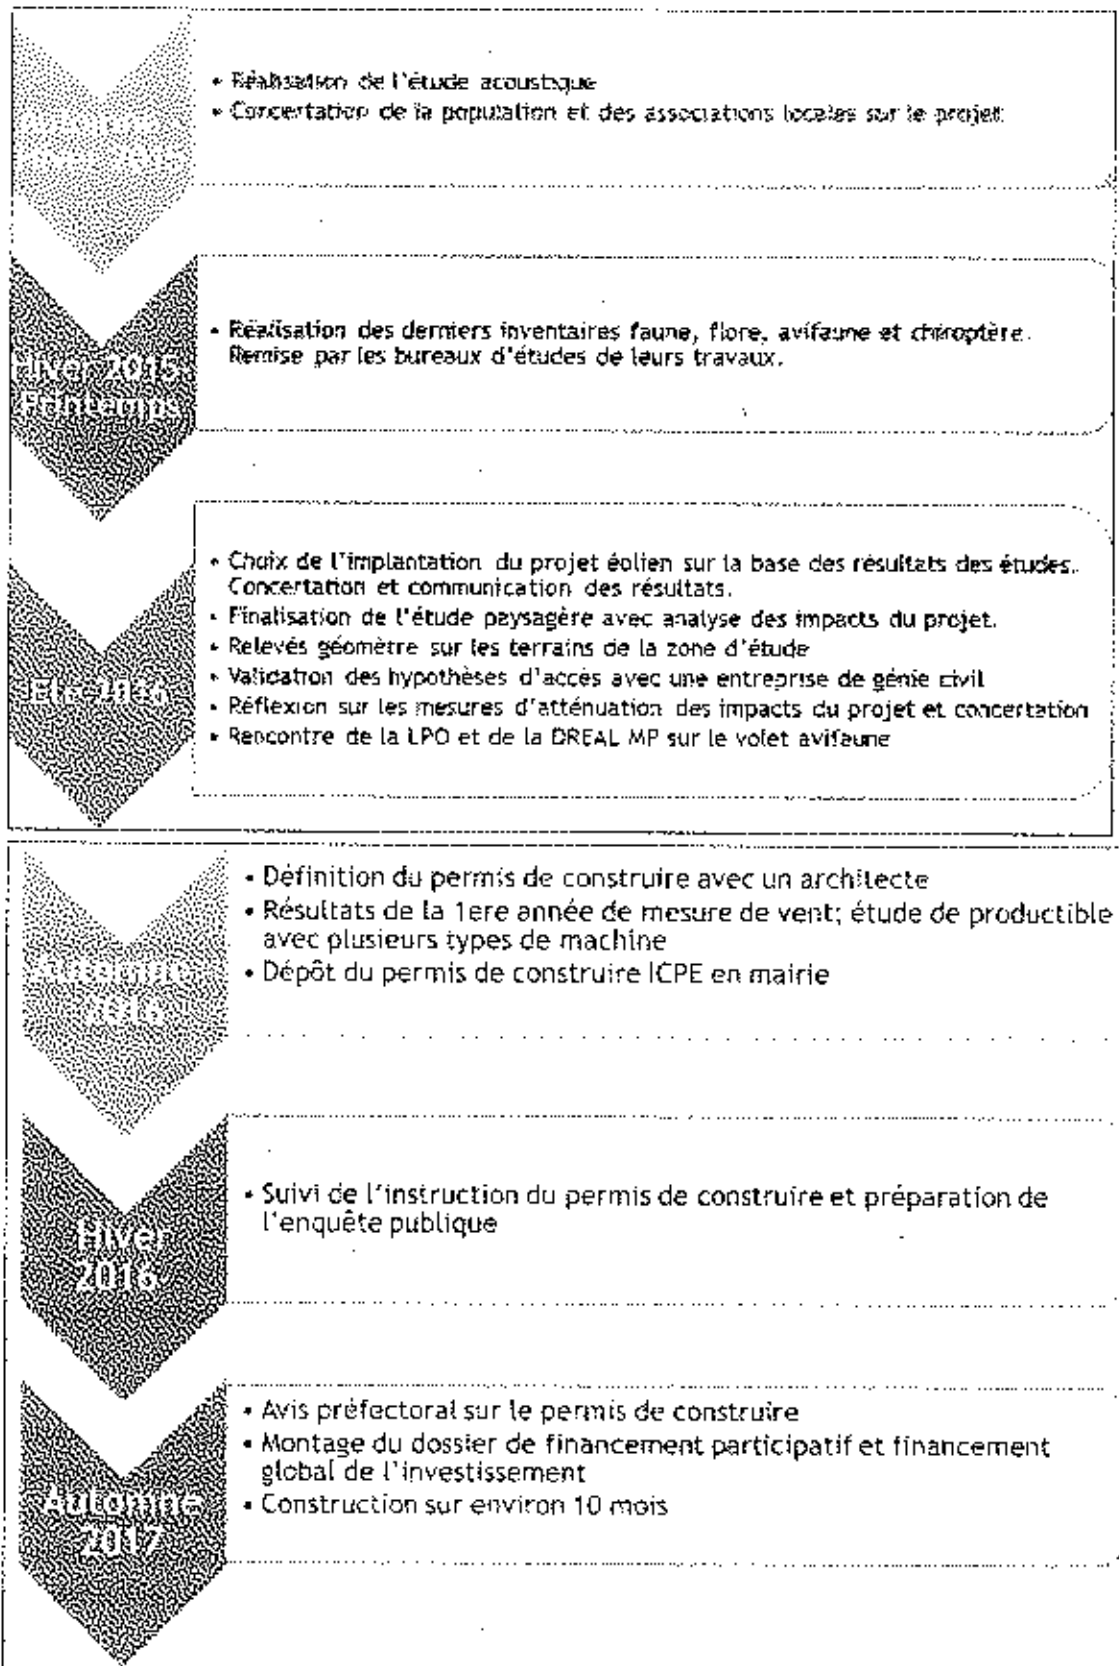 • Réalisation de l'étude acoustique
• Concertation de la population et des associations locales sur le projet
Hiver 2015
Printemps
• Réalisation des derniers inventaires faune, flore, avifaune et chiroptère.
Remise par les bureaux d'études de leurs travaux.
Ete 2016
• Choix de l'implantation du projet éolien sur la base des résultats des études.
Concertation et communication des résultats.
• Finalisation de l'étude paysagère avec analyse des impacts du projet.
• Relevés géomètre sur les terrains de la zone d'étude
• Validation des hypothèses d'accès avec une entreprise de génie civil
• Réflexion sur les mesures d'atténuation des impacts du projet et concertation
• Rencontre de la LPO et de la DREAL MP sur le volet avifaune
Automne
2016
• Définition du permis de construire avec un architecte
• Résultats de la 1ere année de mesure de vent; étude de productible
avec plusieurs types de machine
• Dépôt du permis de construire ICPE en mairie
Hiver
2016
• Suivi de l'instruction du permis de construire et préparation de
l'enquête publique
Automne
2017
• Avis préfectoral sur le permis de construire
• Montage du dossier de financement participatif et financement
global de l'investissement
• Construction sur environ 10 mois